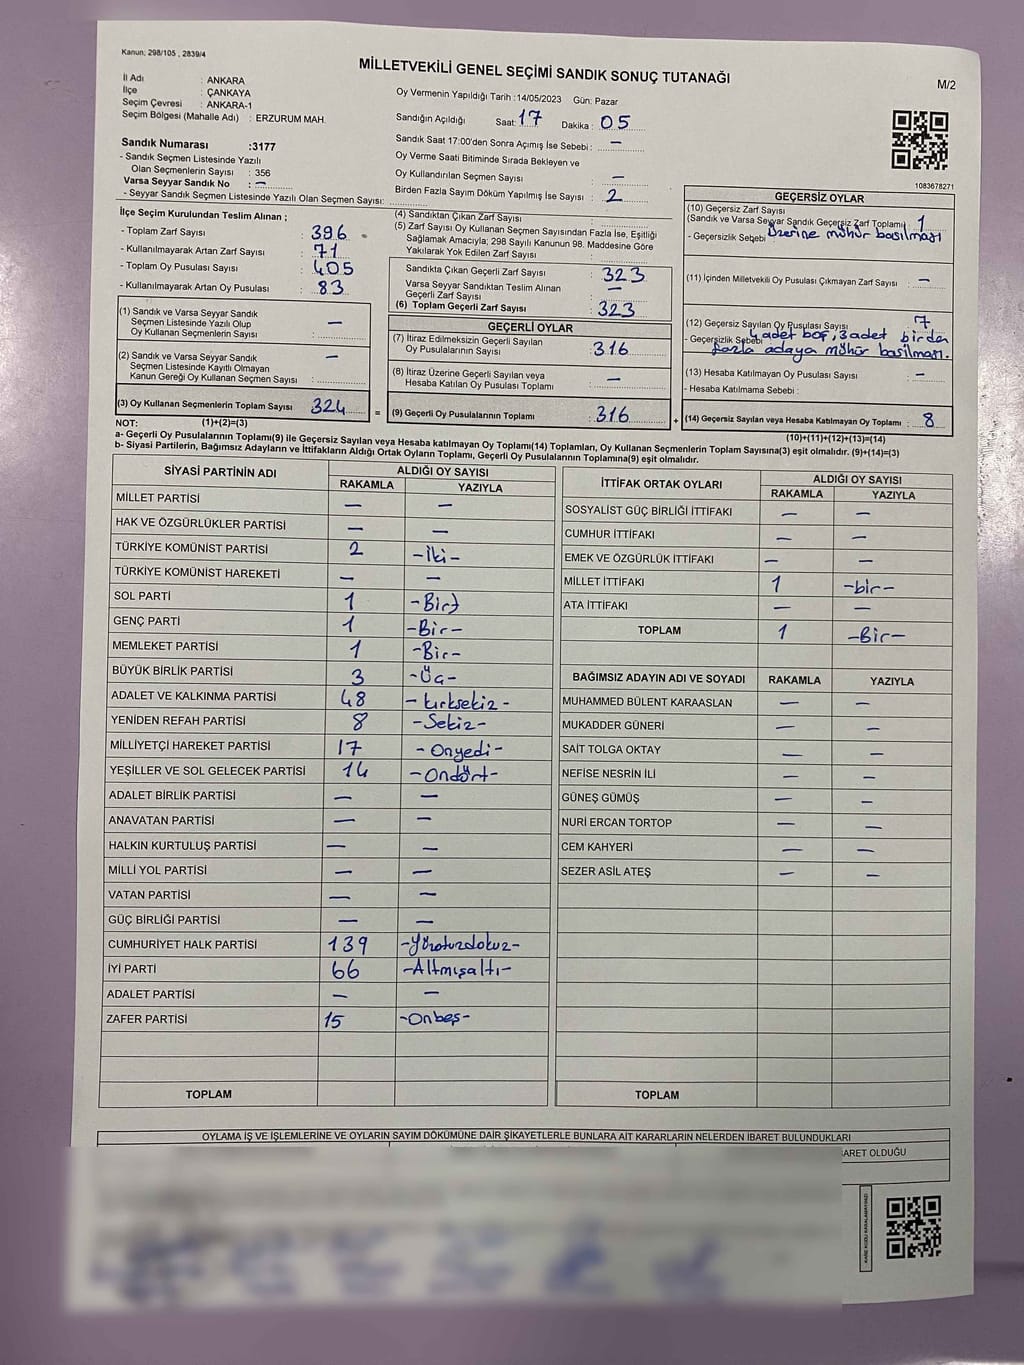 Kanun: 298/105 , 2839/4
MİLLETVEKİLİ GENEL SEÇİMİ SANDIK SONUÇ TUTANAĞI
M/2
İl Adı : ANKARA
İlçe : ÇANKAYA
Seçim Çevresi : ANKARA-1
Seçim Bölgesi (Mahalle Adı) : ERZURUM MAH.
Oy Vermenin Yapıldığı Tarih :14/05/2023 Gün: Pazar
Sandığın Açıldığı Saat: 17 Dakika : 05
Sandık Saat 17:00'den Sonra Açımış İse Sebebi : —
Oy Verme Saati Bitiminde Sırada Bekleyen ve
Oy Kullandırılan Seçmen Sayısı : —
Birden Fazla Sayım Döküm Yapılmış İse Sayısı : 2
Sandık Numarası :3177
- Sandık Seçmen Listesinde Yazılı
Olan Seçmenlerin Sayısı : 356
Varsa Seyyar Sandık No : —
- Seyyar Sandık Seçmen Listesinde Yazılı Olan Seçmen Sayısı:
1083678271
İlçe Seçim Kurulundan Teslim Alınan ;
- Toplam Zarf Sayısı : 396
- Kullanılmayarak Artan Zarf Sayısı : 71
- Toplam Oy Pusulası Sayısı : 405
- Kullanılmayarak Artan Oy Pusulası : 83
(1) Sandık ve Varsa Seyyar Sandık
Seçmen Listesinde Yazılı Olup
Oy Kullanan Seçmenlerin Sayısı : —
(2) Sandık ve Varsa Seyyar Sandık
Seçmen Listesinde Kayıtlı Olmayan
Kanun Gereği Oy Kullanan Seçmen Sayısı : —
(3) Oy Kullanan Seçmenlerin Toplam Sayısı 324
(1)+(2)=(3)
(4) Sandıktan Çıkan Zarf Sayısı :
(5) Zarf Sayısı Oy Kullanan Seçmen Sayısından Fazla İse, Eşitliği
Sağlamak Amacıyla; 298 Sayılı Kanunun 98. Maddesine Göre
Yakılarak Yok Edilen Zarf Sayısı :
Sandıkta Çıkan Geçerli Zarf Sayısı : 323
Varsa Seyyar Sandıktan Teslim Alınan
Geçerli Zarf Sayısı : —
(6) Toplam Geçerli Zarf Sayısı : 323
GEÇERLİ OYLAR
(7) İtiraz Edilmeksizin Geçerli Sayılan
Oy Pusulalarının Sayısı : 316
(8) İtiraz Üzerine Geçerli Sayılan veya
Hesaba Katılan Oy Pusulası Toplamı : —
= (9) Geçerli Oy Pusulalarının Toplamı : 316
GEÇERSİZ OYLAR
(10) Geçersiz Zarf Sayısı
(Sandık ve Varsa Seyyar Sandık Geçersiz Zarf Toplamı) 1
- Geçersizlik Sebebi Üzerine mühür basılması
(11) İçinden Milletvekili Oy Pusulası Çıkmayan Zarf Sayısı : —
(12) Geçersiz Sayılan Oy Pusulası Sayısı : 7
- Geçersizlik Sebebi 4 adet boş, 3 adet birden
fazla adaya mühür basılması.
(13) Hesaba Katılmayan Oy Pusulası Sayısı : —
- Hesaba Katılmama Sebebi :
+ (14) Geçersiz Sayılan veya Hesaba Katılmayan Oy Toplamı : 8
(10)+(11)+(12)+(13)=(14)
NOT:
a- Geçerli Oy Pusulalarının Toplamı(9) ile Geçersiz Sayılan veya Hesaba katılmayan Oy Toplamı(14) Toplamları, Oy Kullanan Seçmenlerin Toplam Sayısına(3) eşit olmalıdır. (9)+(14)=(3)
b- Siyasi Partilerin, Bağımsız Adayların ve İttifakların Aldığı Ortak Oyların Toplamı, Geçerli Oy Pusulalarının Toplamına(9) eşit olmalıdır.
SİYASİ PARTİNİN ADI ALDIĞI OY SAYISI
RAKAMLA YAZIYLA
MİLLET PARTİSİ — —
HAK VE ÖZGÜRLÜKLER PARTİSİ — —
TÜRKİYE KOMÜNİST PARTİSİ 2 -İki-
TÜRKİYE KOMÜNİST HAREKETİ — —
SOL PARTİ 1 -Bir-
GENÇ PARTİ 1 -Bir-
MEMLEKET PARTİSİ 1 -Bir-
BÜYÜK BİRLİK PARTİSİ 3 -Üç-
ADALET VE KALKINMA PARTİSİ 48 -kırksekiz-
YENİDEN REFAH PARTİSİ 8 -Sekiz-
MİLLİYETÇİ HAREKET PARTİSİ 17 -Onyedi-
YEŞİLLER VE SOL GELECEK PARTİSİ 14 -Ondört-
ADALET BİRLİK PARTİSİ — —
ANAVATAN PARTİSİ — —
HALKIN KURTULUŞ PARTİSİ — —
MİLLİ YOL PARTİSİ — —
VATAN PARTİSİ — —
GÜÇ BİRLİĞİ PARTİSİ — —
CUMHURİYET HALK PARTİSİ 139 -Yüzotuzdokuz-
İYİ PARTİ 66 -Altmışaltı-
ADALET PARTİSİ — —
ZAFER PARTİSİ 15 -Onbeş-
TOPLAM
İTTİFAK ORTAK OYLARI ALDIĞI OY SAYISI
RAKAMLA YAZIYLA
SOSYALİST GÜÇ BİRLİĞİ İTTİFAKI — —
CUMHUR İTTİFAKI — —
EMEK VE ÖZGÜRLÜK İTTİFAKI — —
MİLLET İTTİFAKI 1 -bir-
ATA İTTİFAKI — —
TOPLAM 1 -Bir-
BAĞIMSIZ ADAYIN ADI VE SOYADI RAKAMLA YAZIYLA
MUHAMMED BÜLENT KARAASLAN — —
MUKADDER GÜNERİ — —
SAİT TOLGA OKTAY — —
NEFİSE NESRİN İLİ — —
GÜNEŞ GÜMÜŞ — —
NURİ ERCAN TORTOP — —
CEM KAHYERİ — —
SEZER ASİL ATEŞ — —
TOPLAM
OYLAMA İŞ VE İŞLEMLERİNE VE OYLARIN SAYIM DÖKÜMÜNE DAİR ŞİKAYETLERLE BUNLARA AİT KARARLARIN NELERDEN İBARET BULUNDUKLARI
ARET OLDUĞU